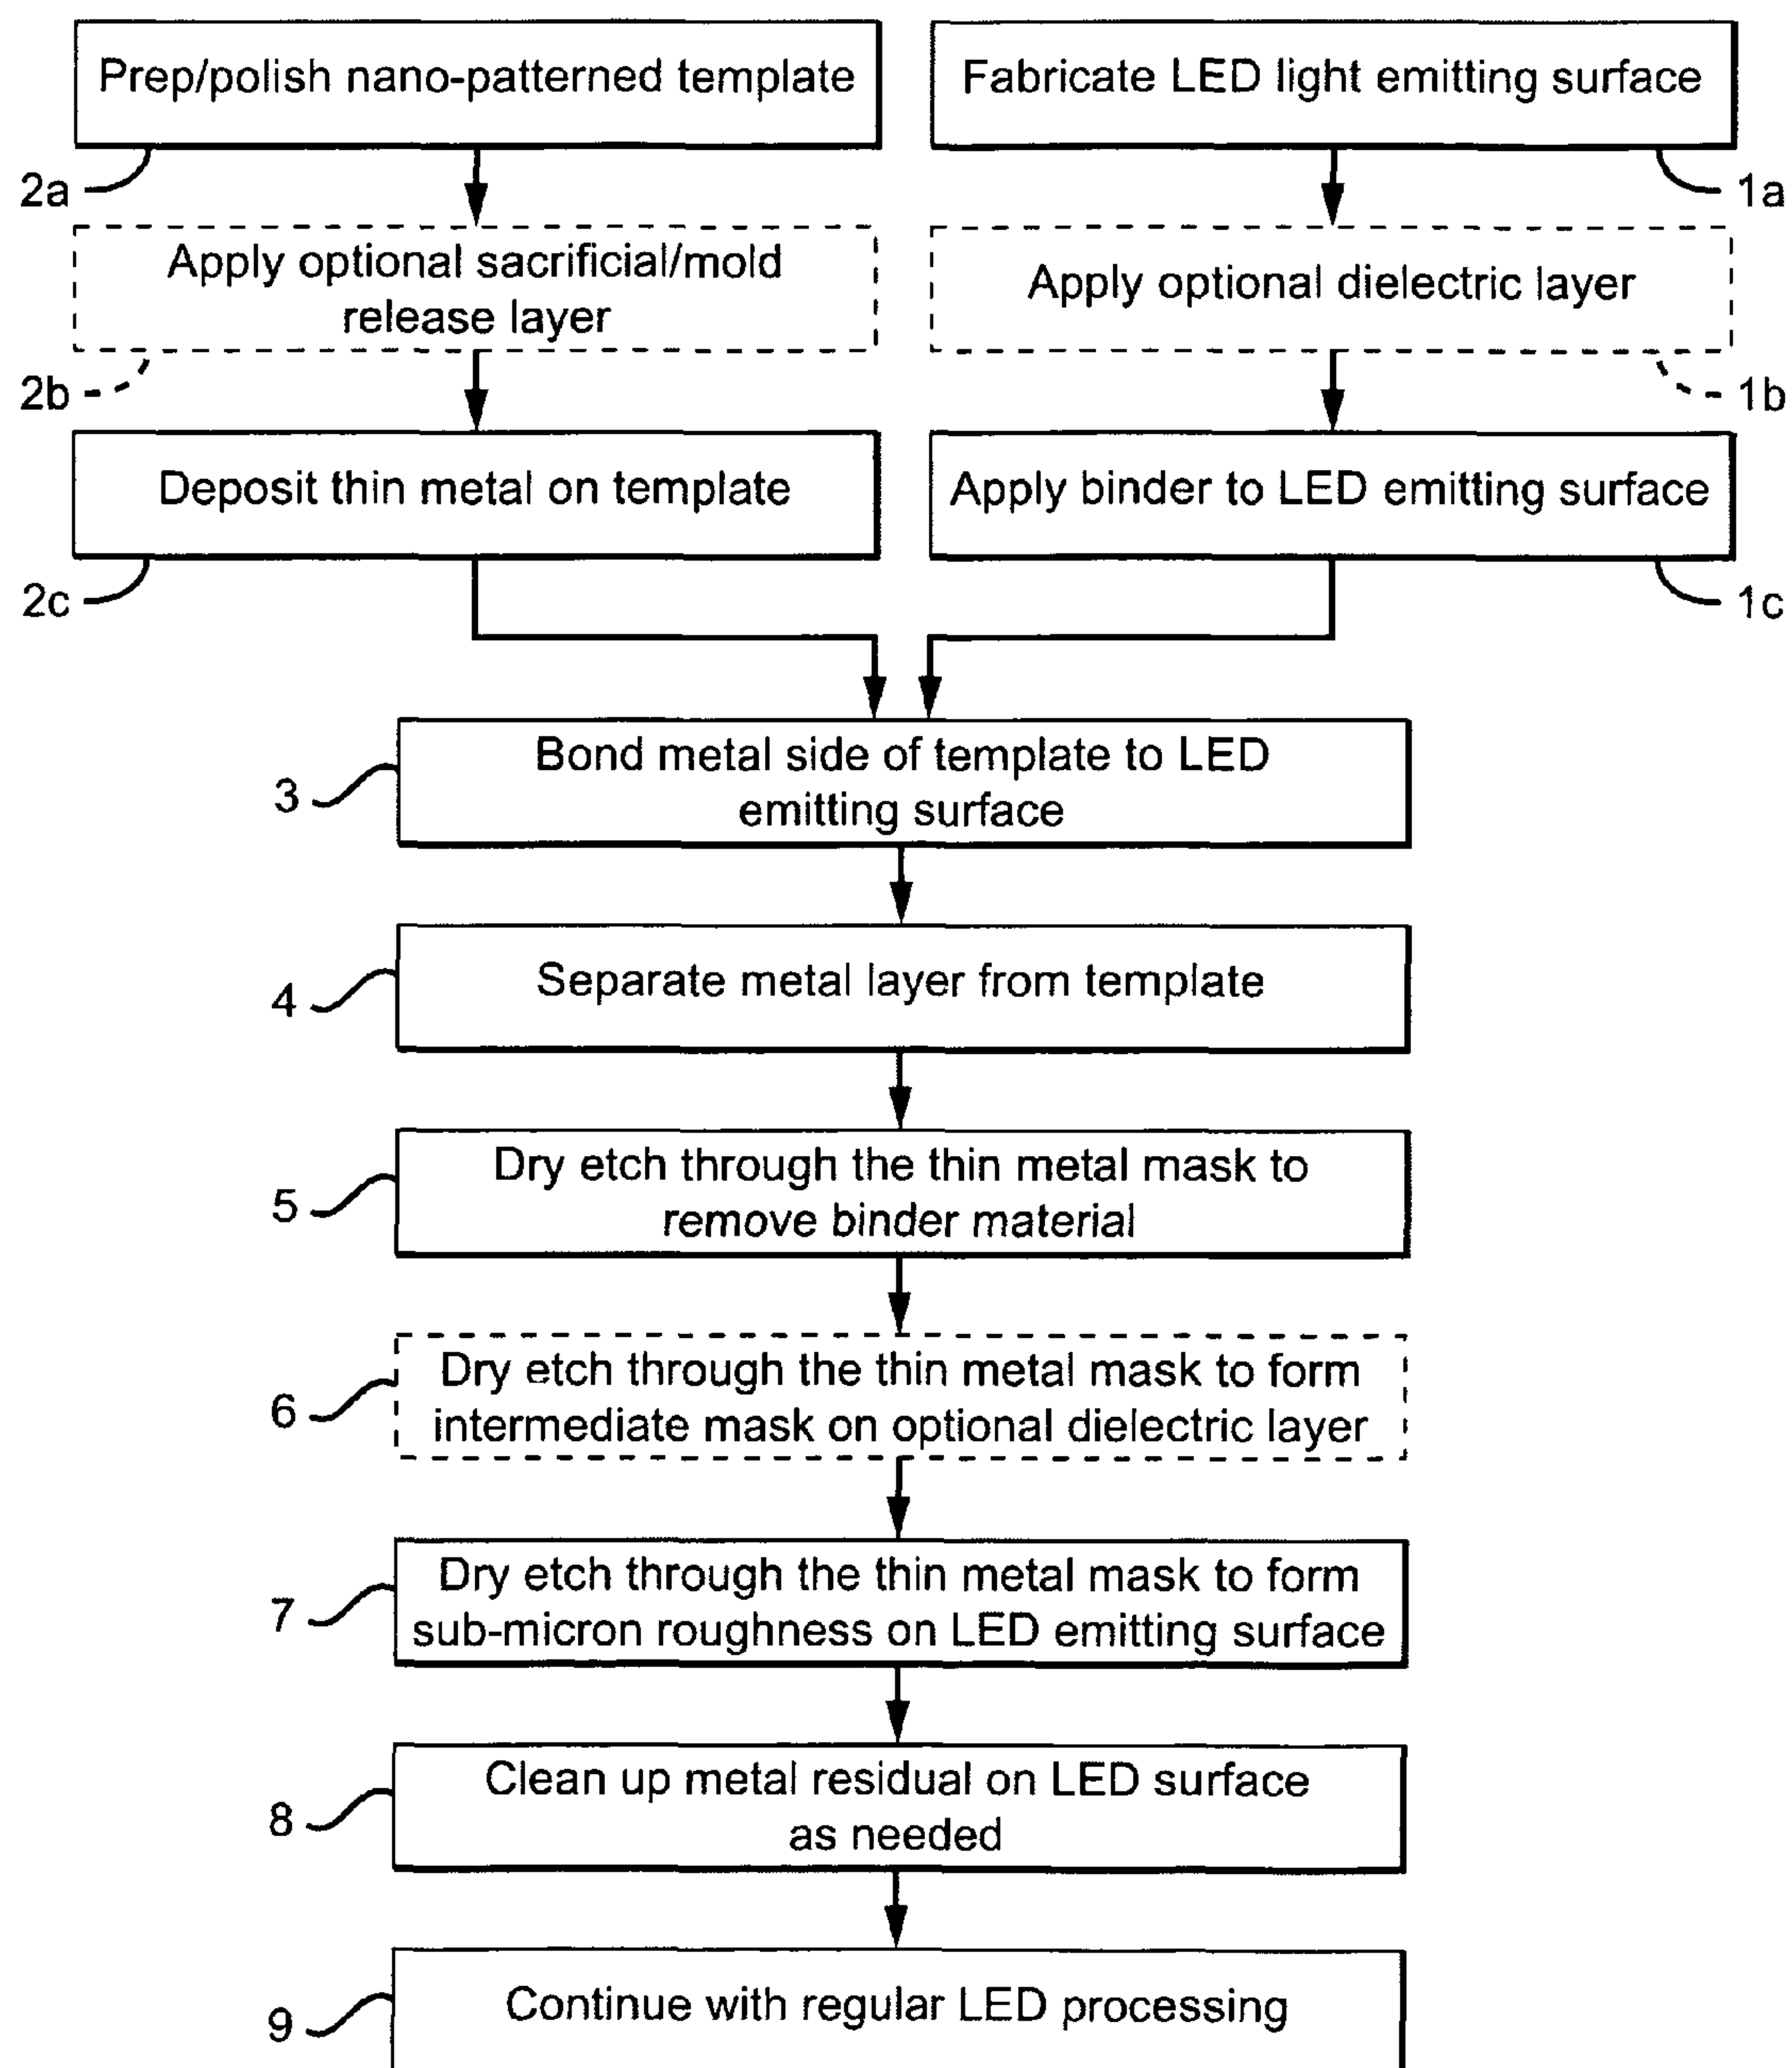 Prep/polish nano-patterned template
Fabricate LED light emitting surface
2a
1a
Apply optional sacrificial/mold
release layer
Apply optional dielectric layer
2b
1b
Deposit thin metal on template
Apply binder to LED emitting surface
2c
1c
Bond metal side of template to LED
emitting surface
3
Separate metal layer from template
4
Dry etch through the thin metal mask to
remove binder material
5
Dry etch through the thin metal mask to form
intermediate mask on optional dielectric layer
6
Dry etch through the thin metal mask to form
sub-micron roughness on LED emitting surface
7
Clean up metal residual on LED surface
as needed
8
Continue with regular LED processing
9